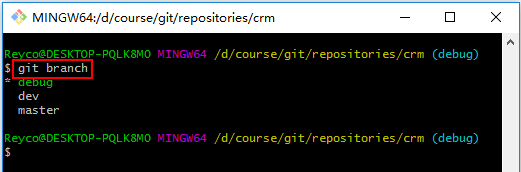 MINGW64:/d/course/git/repositories/crm
Reyco@DESKTOP-PQLK8MO MINGW64 /d/course/git/repositories/crm (debug)
$ git branch
* debug
dev
master
Reyco@DESKTOP-PQLK8MO MINGW64 /d/course/git/repositories/crm (debug)
$